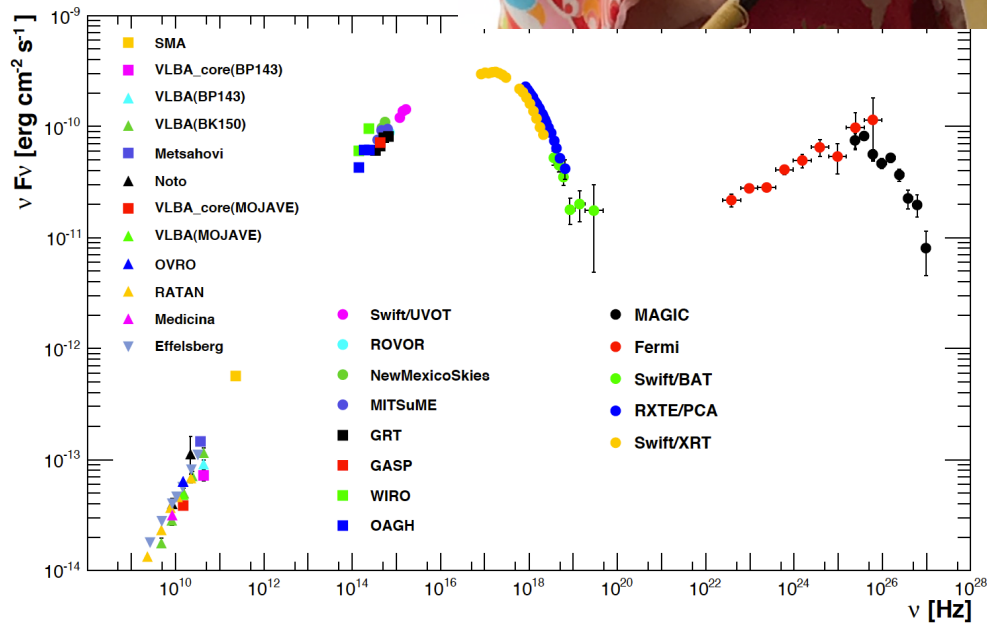 ν Fν [erg cm⁻² s⁻¹]
10⁻⁹
10⁻¹⁰
10⁻¹¹
10⁻¹²
10⁻¹³
10⁻¹⁴
SMA
VLBA_core(BP143)
VLBA(BP143)
VLBA(BK150)
Metsahovi
Noto
VLBA_core(MOJAVE)
VLBA(MOJAVE)
OVRO
RATAN
Medicina
Effelsberg
Swift/UVOT
ROVOR
NewMexicoSkies
MITSuME
GRT
GASP
WIRO
OAGH
MAGIC
Fermi
Swift/BAT
RXTE/PCA
Swift/XRT
10¹⁰ 10¹² 10¹⁴ 10¹⁶ 10¹⁸ 10²⁰ 10²² 10²⁴ 10²⁶ 10²⁸
ν [Hz]